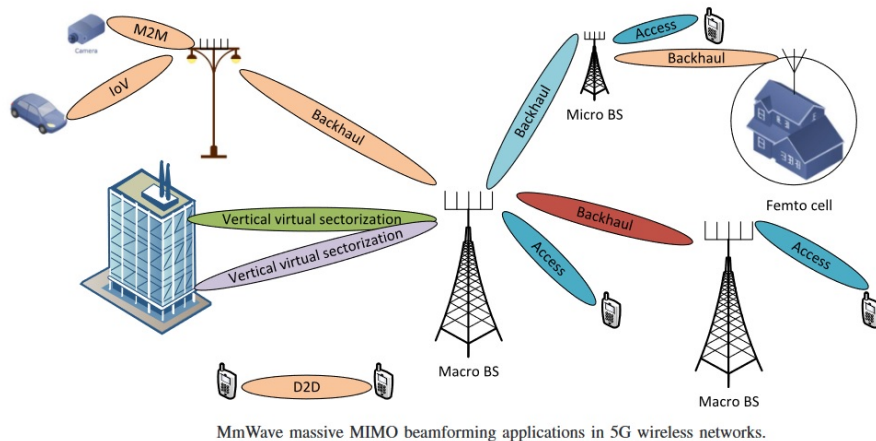 M2M
Camera
IoV
Backhaul
Backhaul
Access
Backhaul
Micro BS
Femto cell
Vertical virtual sectorization
Vertical virtual sectorization
Backhaul
Access
Access
Macro BS
Macro BS
D2D
MmWave massive MIMO beamforming applications in 5G wireless networks.